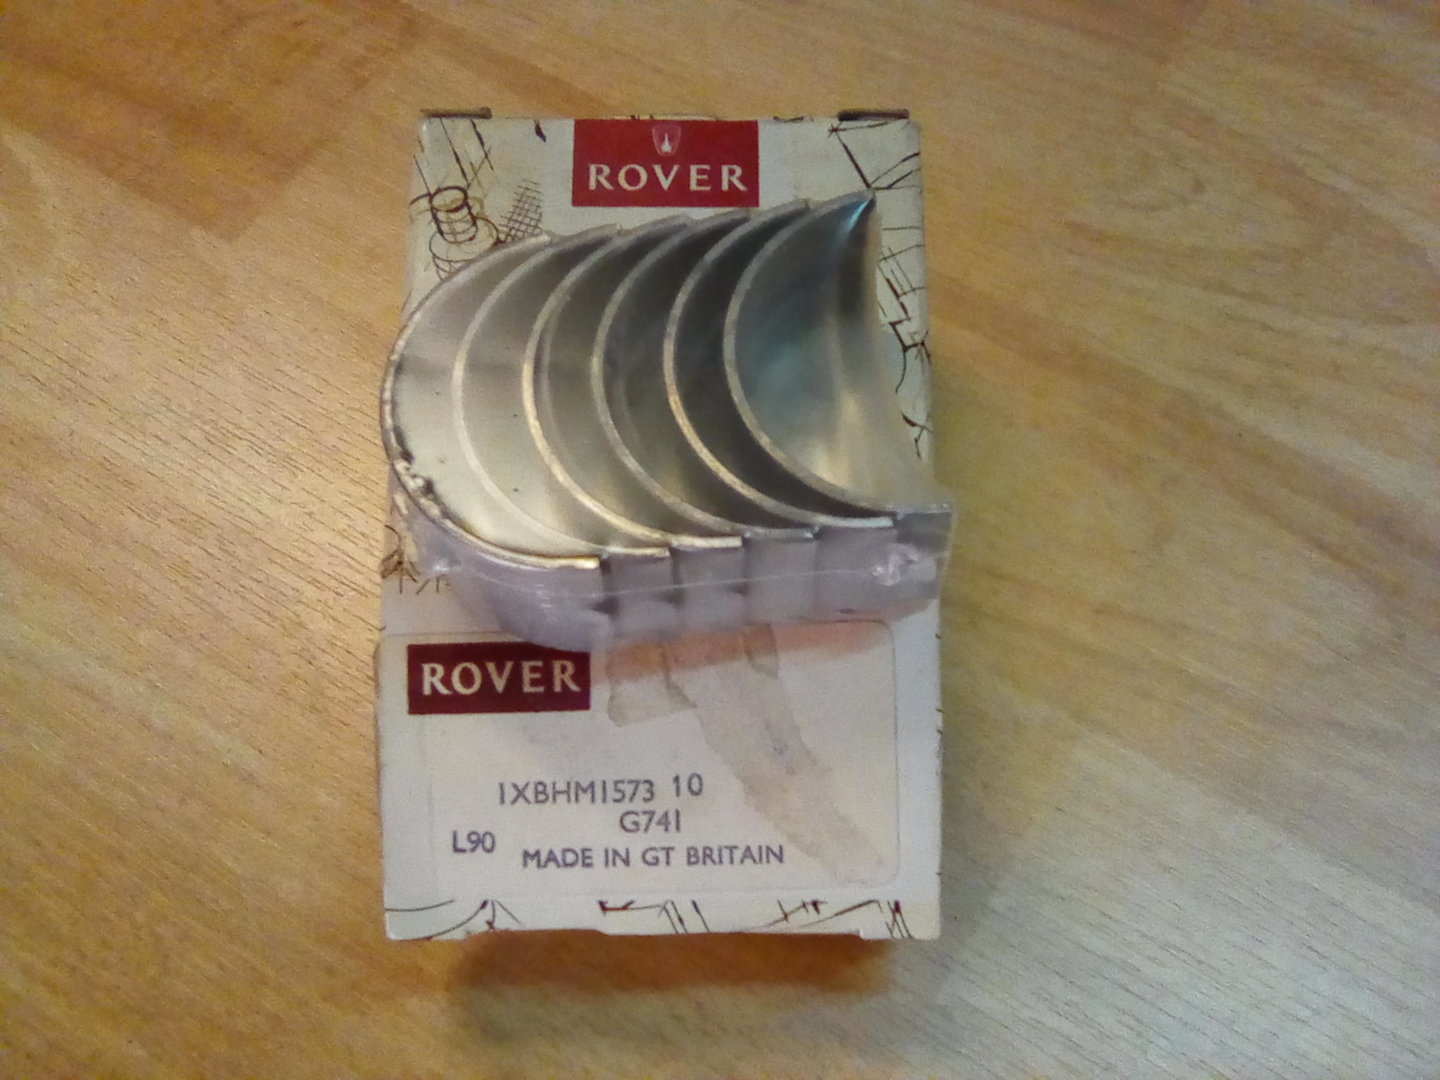 ROVER
ROVER
1XBHM1573 10
G741
L90
MADE IN GT BRITAIN